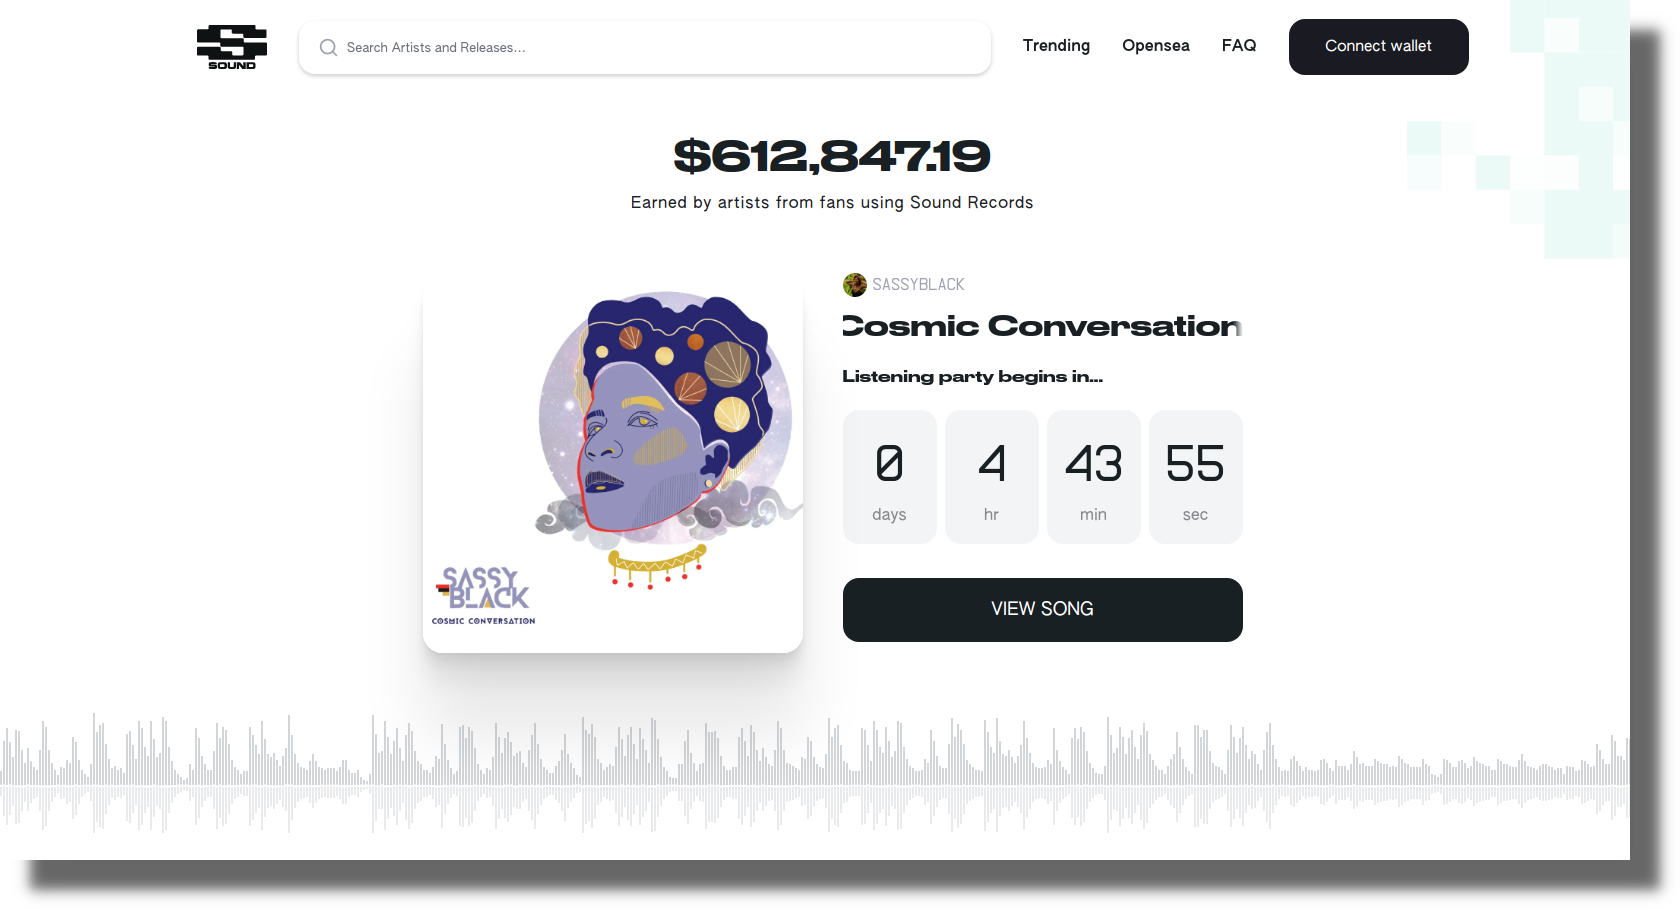 SOUND
Search Artists and Releases...
Trending
Opensea
FAQ
Connect wallet
$612,847.19
Earned by artists from fans using Sound Records
SASSYBLACK
Cosmic Conversation
Listening party begins in...
0 4 43 55
days hr min sec
VIEW SONG
SASSY
BLACK
COSMIC CONVERSATION